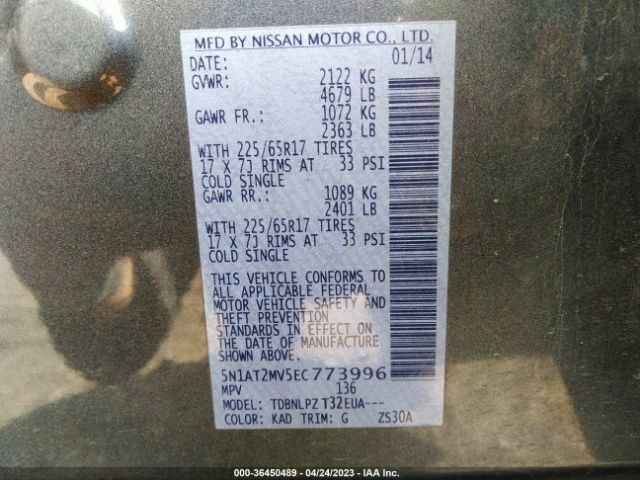 MFD BY NISSAN MOTOR CO., LTD.
DATE: 01/14
GVWR: 2122 KG
4679 LB
GAWR FR.: 1072 KG
2363 LB
WITH 225/65R17 TIRES
17 X 7J RIMS AT 33 PSI
COLD SINGLE
GAWR RR.: 1089 KG
2401 LB
WITH 225/65R17 TIRES
17 X 7J RIMS AT 33 PSI
COLD SINGLE
THIS VEHICLE CONFORMS TO
ALL APPLICABLE FEDERAL
MOTOR VEHICLE SAFETY AND
THEFT PREVENTION
STANDARDS IN EFFECT ON
THE DATE OF MANUFACTURE
SHOWN ABOVE.
5N1AT2MV5EC773996
MPV 136
MODEL: TDBNLPZ T32EUA---
COLOR: KAD TRIM: G ZS30A
000-36450489 - 04/24/2023 - IAA Inc.